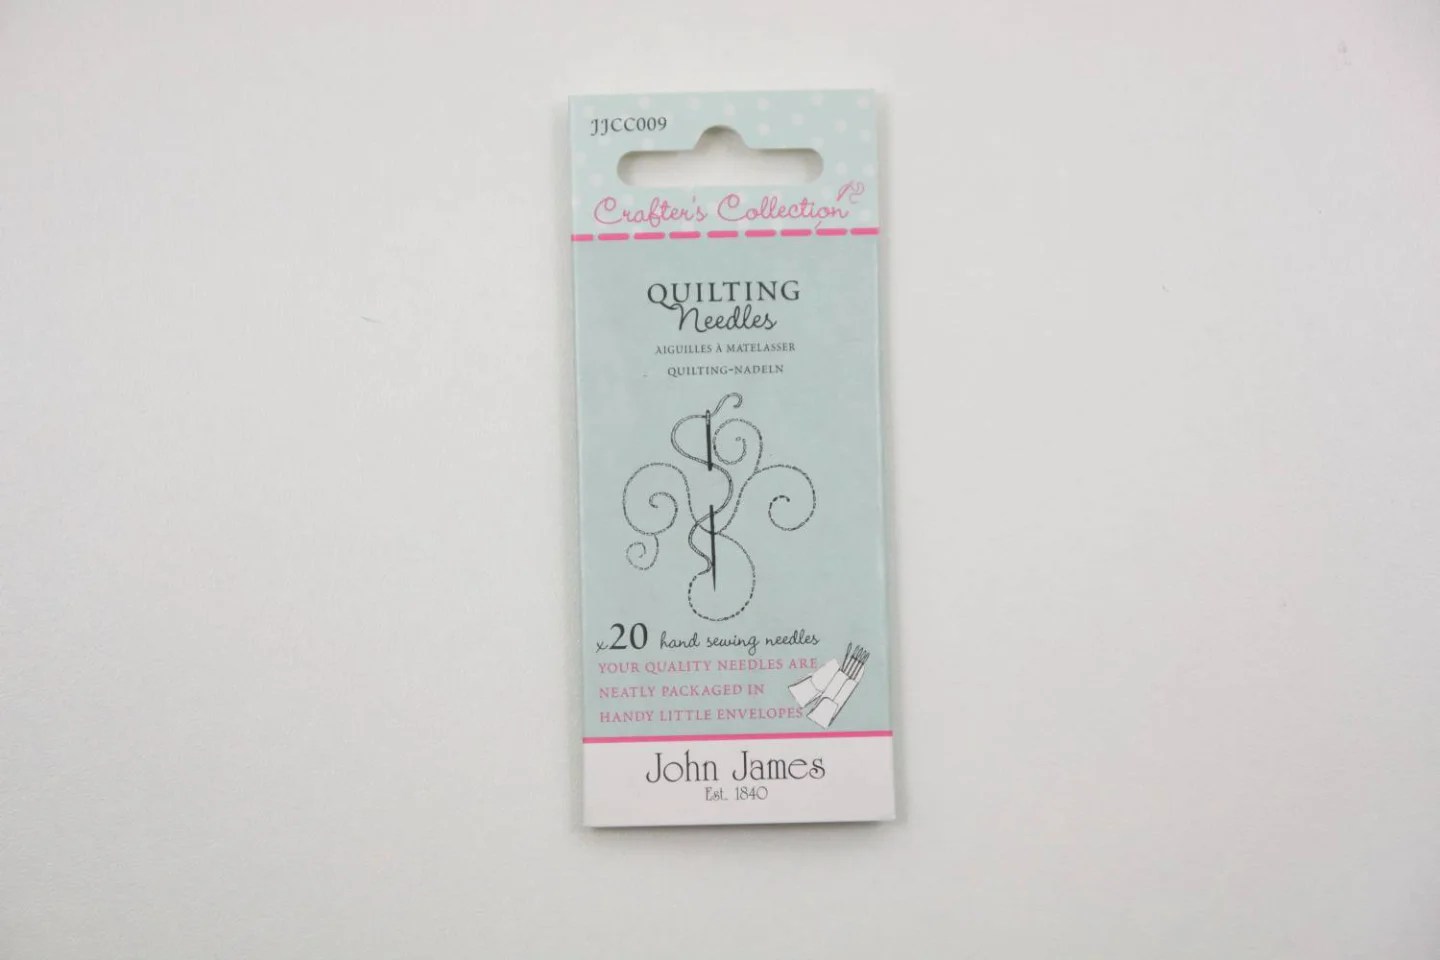 JJCC009
Crafter's Collection
QUILTING
Needles
AIGUILLES À MATELASSER
QUILTING-NADELN
x20 hand sewing needles
YOUR QUALITY NEEDLES ARE
NEATLY PACKAGED IN
HANDY LITTLE ENVELOPES
John James
Est. 1840